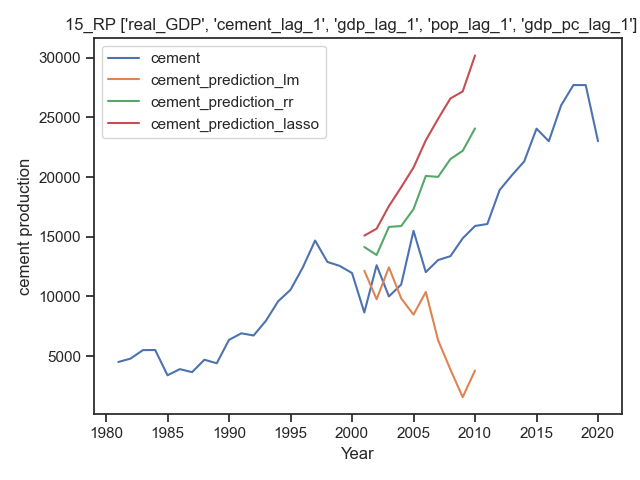 15_RP ['real_GDP', 'cement_lag_1', 'gdp_lag_1', 'pop_lag_1', 'gdp_pc_lag_1']
cement
cement_prediction_lm
cement_prediction_rr
cement_prediction_lasso
30000
25000
20000
15000
10000
5000
cement production
1980 1985 1990 1995 2000 2005 2010 2015 2020
Year